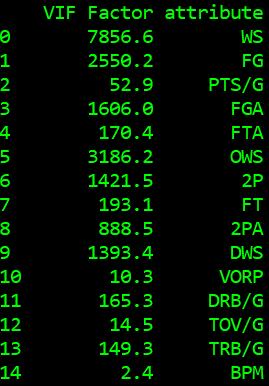 VIF Factor attribute
0 7856.6 WS
1 2550.2 FG
2 52.9 PTS/G
3 1606.0 FGA
4 170.4 FTA
5 3186.2 OWS
6 1421.5 2P
7 193.1 FT
8 888.5 2PA
9 1393.4 DWS
10 10.3 VORP
11 165.3 DRB/G
12 14.5 TOV/G
13 149.3 TRB/G
14 2.4 BPM